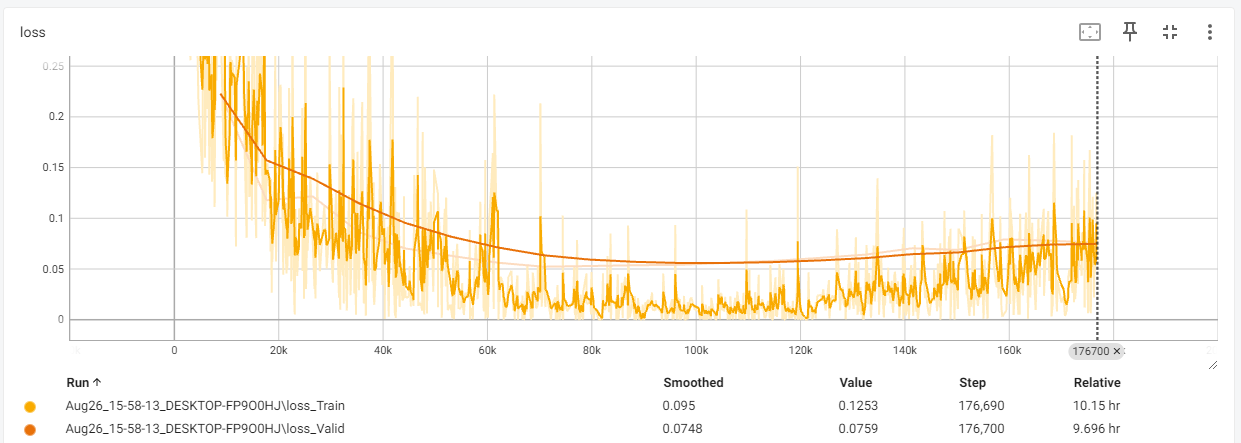 loss
0.25
0.2
0.15
0.1
0.05
0
0 20k 40k 60k 80k 100k 120k 140k 160k 176700
Run Smoothed Value Step Relative
Aug26_15-58-13_DESKTOP-FP9O0HJ\loss_Train 0.095 0.1253 176,690 10.15 hr
Aug26_15-58-13_DESKTOP-FP9O0HJ\loss_Valid 0.0748 0.0759 176,700 9.696 hr